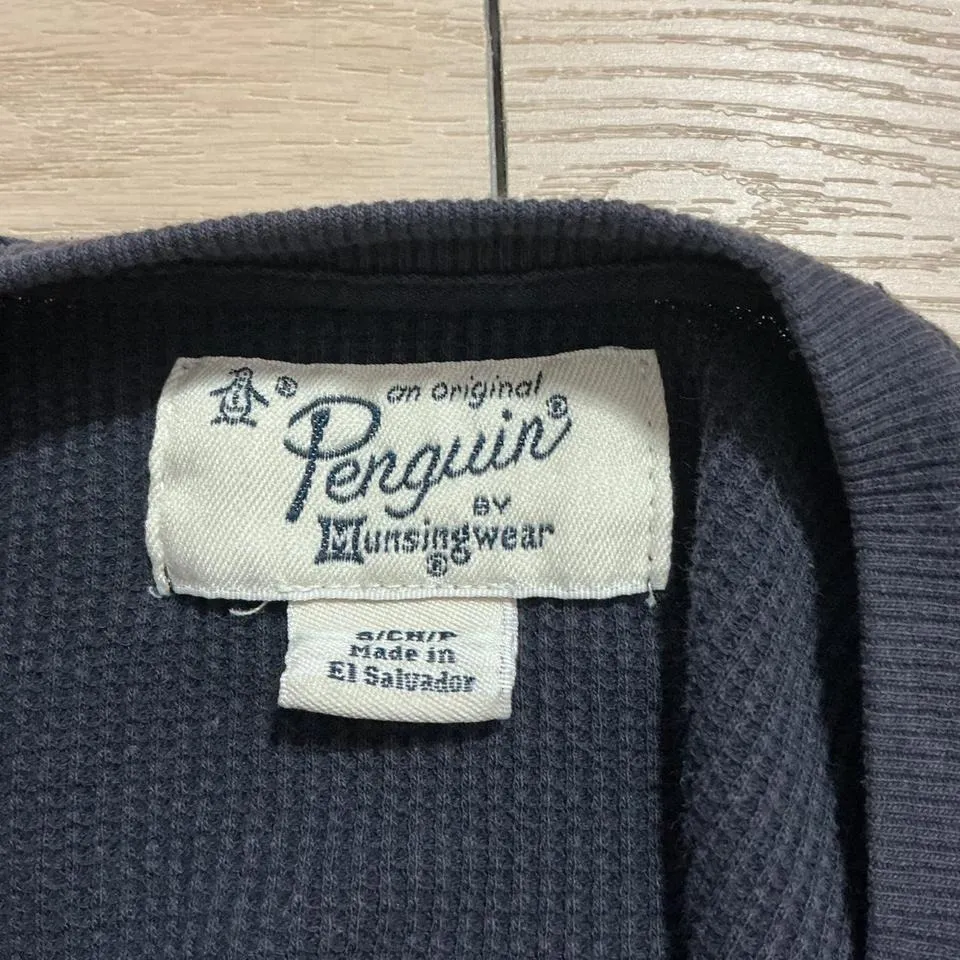 ® an original
Penguin®
BY
Munsingwear
®
S/CH/P
Made in
El Salvador